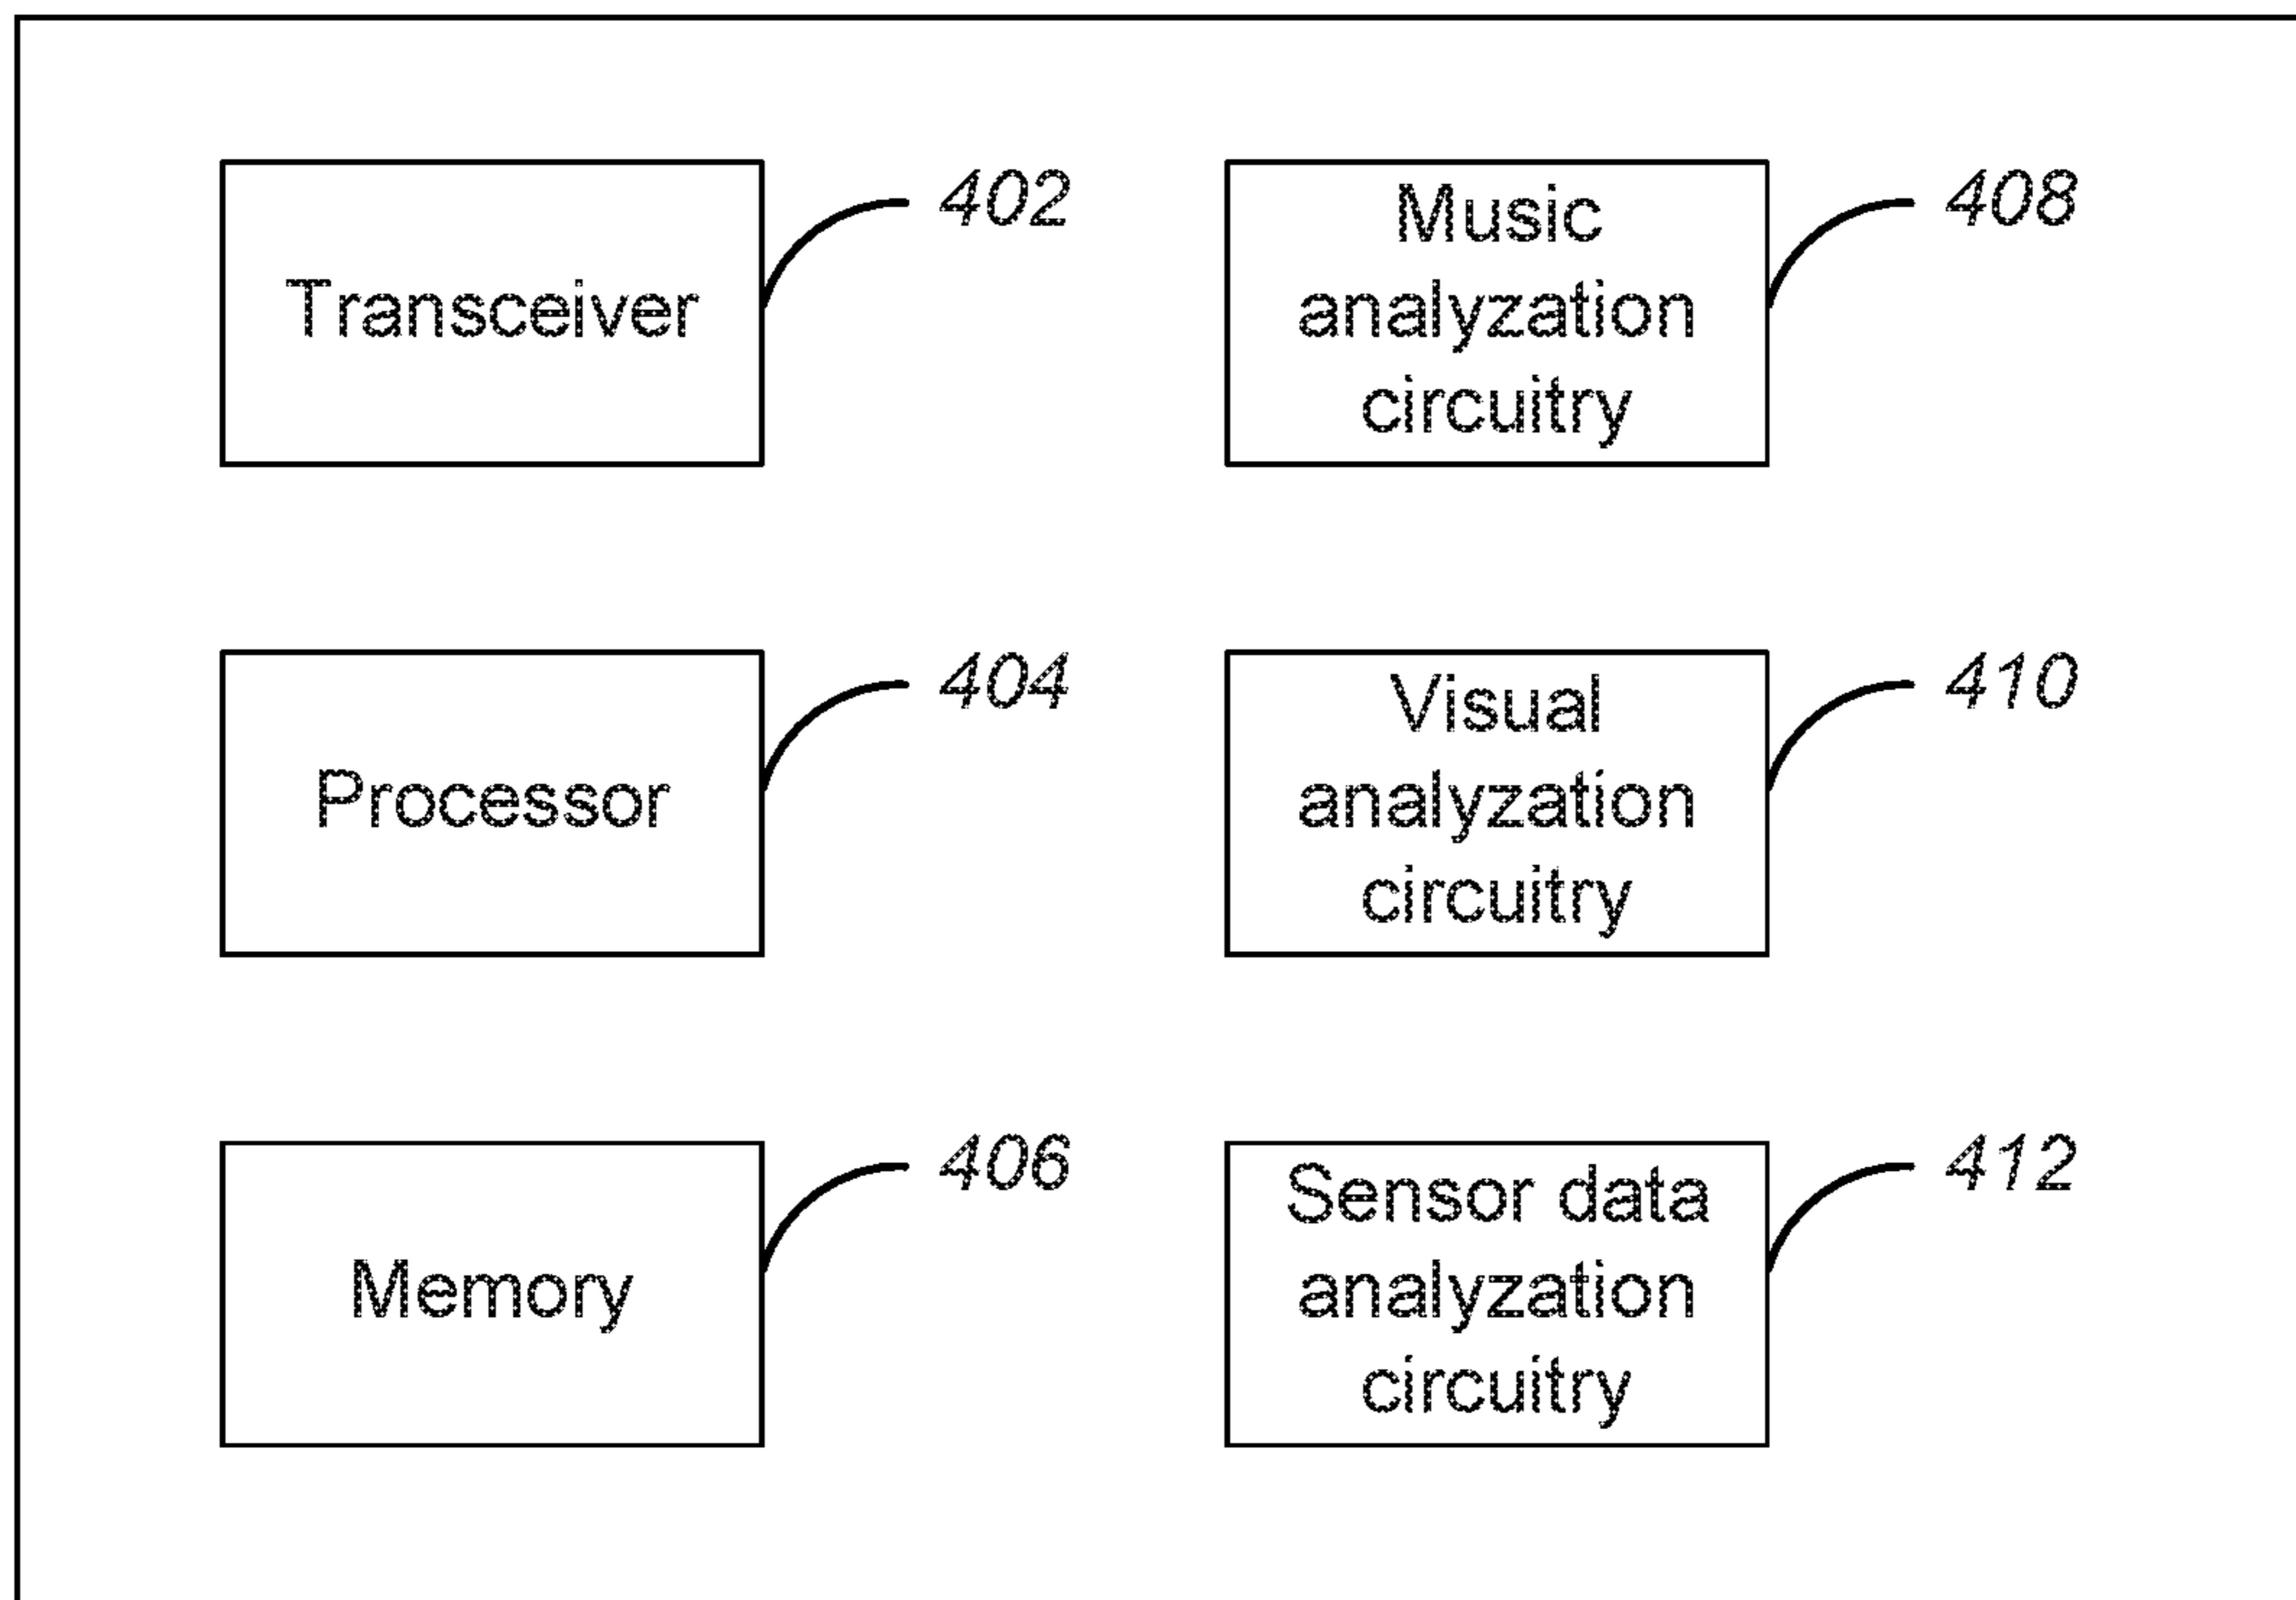 Transceiver
402
Music
analyzation
circuitry
408
Processor
404
Visual
analyzation
circuitry
410
Memory
406
Sensor data
analyzation
circuitry
412